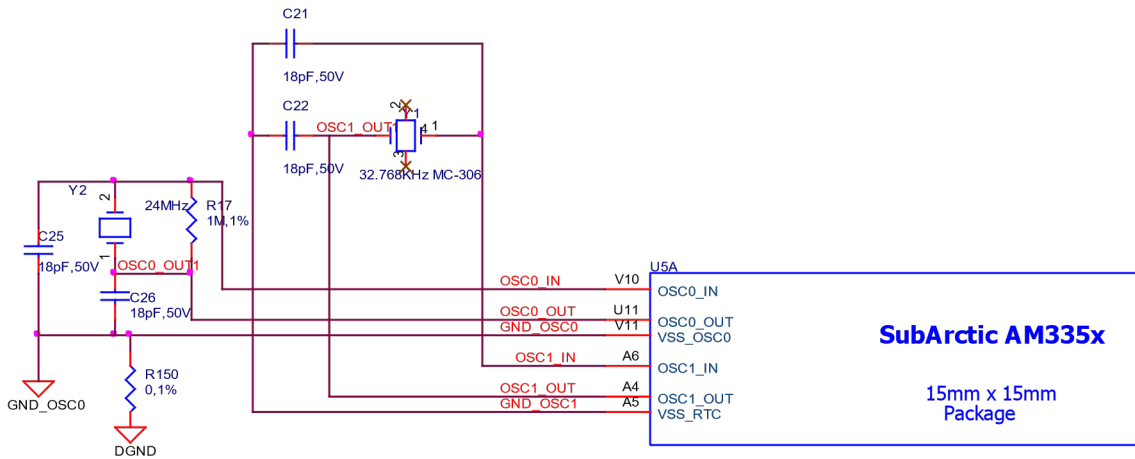 C21
18pF,50V
C22
OSC1_OUT1
2
1
4
1
3
18pF,50V
32.768KHz MC-306
Y2
2
24MHz
R17
1M,1%
C25
18pF,50V
1
OSC0_OUT1
C26
18pF,50V
U5A
OSC0_IN
V10
OSC0_IN
OSC0_OUT
U11
OSC0_OUT
GND_OSC0
V11
VSS_OSC0
SubArctic AM335x
OSC1_IN
A6
OSC1_IN
R150
0,1%
OSC1_OUT
A4
OSC1_OUT
15mm x 15mm
GND_OSC0
GND_OSC1
A5
VSS_RTC
Package
DGND